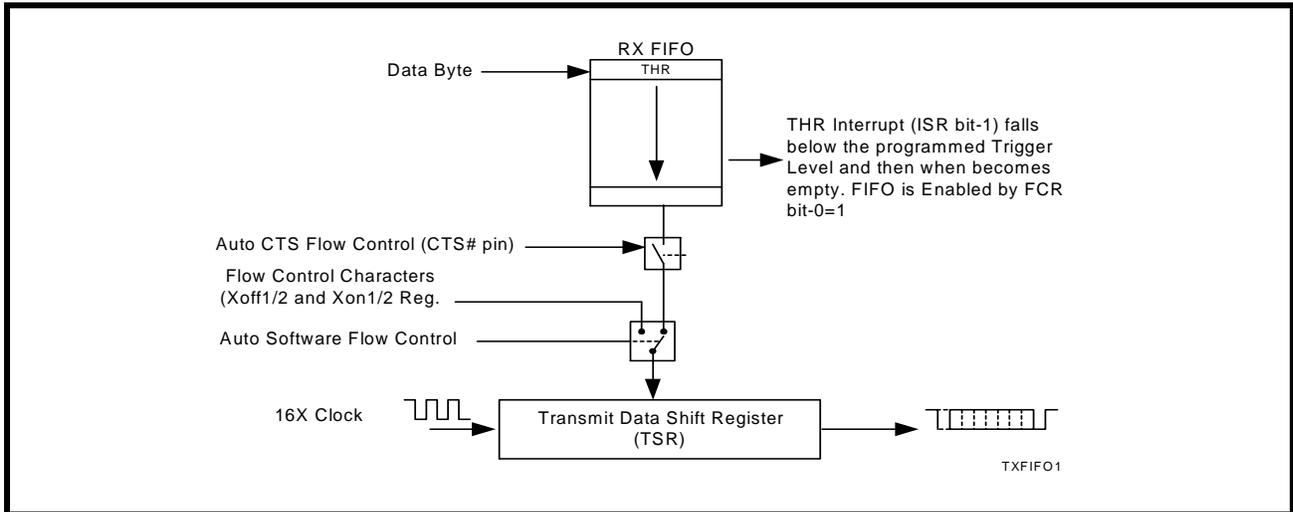 RX FIFO
Data Byte
THR
THR Interrupt (ISR bit-1) falls
below the programmed Trigger
Level and then when becomes
empty. FIFO is Enabled by FCR
bit-0=1
Auto CTS Flow Control (CTS# pin)
Flow Control Characters
(Xoff1/2 and Xon1/2 Reg.
Auto Software Flow Control
16X Clock
Transmit Data Shift Register
(TSR)
TXFIFO1